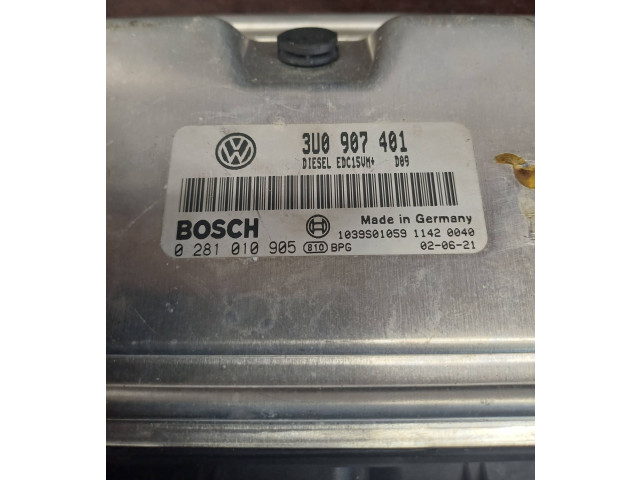 3U0 907 401
DIESEL EDC15VM+ D09
BOSCH
Made in Germany
1039S01059 1142 0040
0 281 010 905 810 BPG 02-06-21